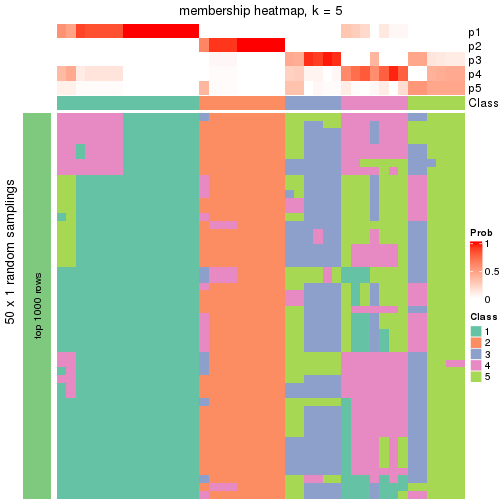 membership heatmap, k = 5
p1
p2
p3
p4
p5
Class
50 x 1 random samplings
top 1000 rows
Prob
1
0.5
0
Class
1
2
3
4
5